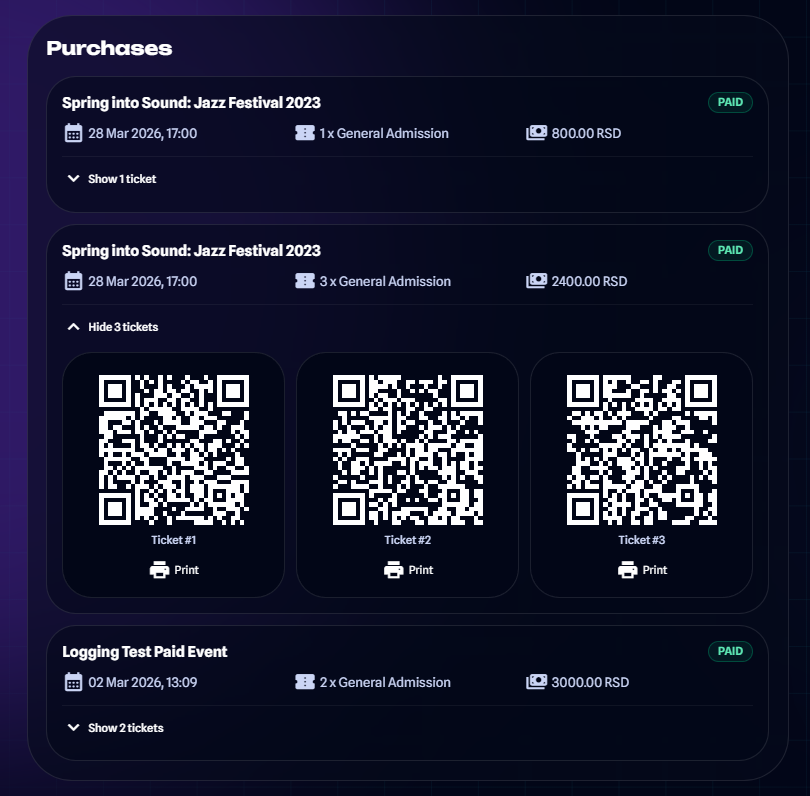 Purchases
Spring into Sound: Jazz Festival 2023 PAID
28 Mar 2026, 17:00 1 x General Admission 800.00 RSD
Show 1 ticket
Spring into Sound: Jazz Festival 2023 PAID
28 Mar 2026, 17:00 3 x General Admission 2400.00 RSD
Hide 3 tickets
Ticket #1 Ticket #2 Ticket #3
Print Print Print
Logging Test Paid Event PAID
02 Mar 2026, 13:09 2 x General Admission 3000.00 RSD
Show 2 tickets